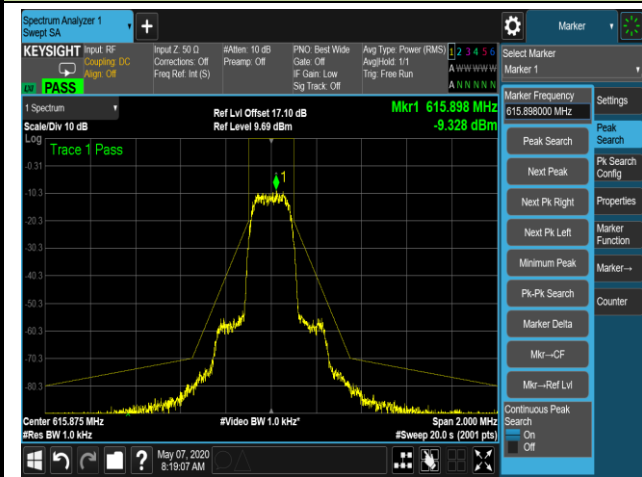 Spectrum Analyzer 1
Swept SA
+
Marker
KEYSIGHT
Input: RF
Coupling: DC
Align: Off
Input Z: 50 Ω
Corrections: Off
Freq Ref: Int (S)
#Atten: 10 dB
Preamp: Off
PNO: Best Wide
Gate: Off
IF Gain: Low
Sig Track: Off
Avg Type: Power (RMS)
Avg|Hold: 1/1
Trig: Free Run
1 2 3 4 5 6
A W W W W W
A N N N N N
PASS
1 Spectrum
Scale/Div 10 dB
Ref Lvl Offset 17.10 dB
Ref Level 9.69 dBm
Mkr1 615.898 MHz
-9.328 dBm
Log
Trace 1 Pass
1
-0.31
-10.3
-20.3
-30.3
-40.3
-50.3
-60.3
-70.3
-80.3
Center 615.875 MHz
#Video BW 1.0 kHz*
Span 2.000 MHz
#Res BW 1.0 kHz
#Sweep 20.0 s (2001 pts)
?
May 07, 2020
8:19:07 AM
Select Marker
Marker 1
Marker Frequency
615.898000 MHz
Peak Search
Next Peak
Next Pk Right
Next Pk Left
Minimum Peak
Pk-Pk Search
Marker Delta
Mkr→CF
Mkr→Ref Lvl
Continuous Peak
Search
On
Off
Settings
Peak
Search
Pk Search
Config
Properties
Marker
Function
Marker→
Counter